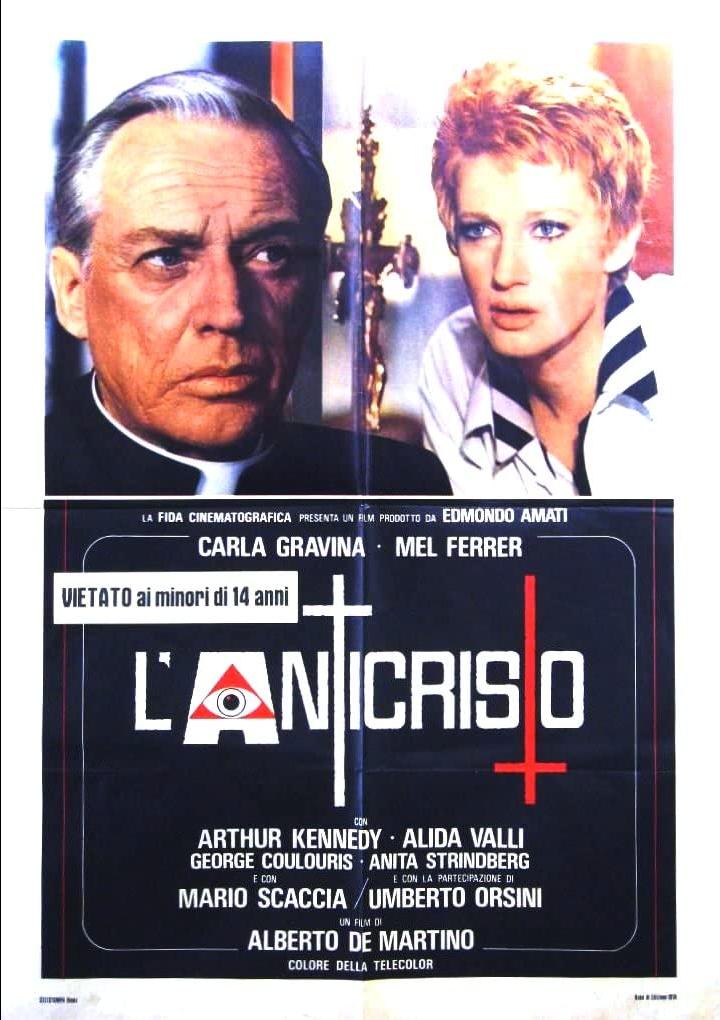 LA FIDA CINEMATOGRAFICA PRESENTA UN FILM PRODOTTO DA EDMONDO AMATI
CARLA GRAVINA · MEL FERRER
VIETATO ai minori di 14 anni
L'ANTICRISTO
CON
ARTHUR KENNEDY · ALIDA VALLI
GEORGE COULOURIS · ANITA STRINDBERG
E CON E CON LA PARTECIPAZIONE DI
MARIO SCACCIA / UMBERTO ORSINI
UN FILM DI
ALBERTO DE MARTINO
COLORE DELLA TELECOLOR